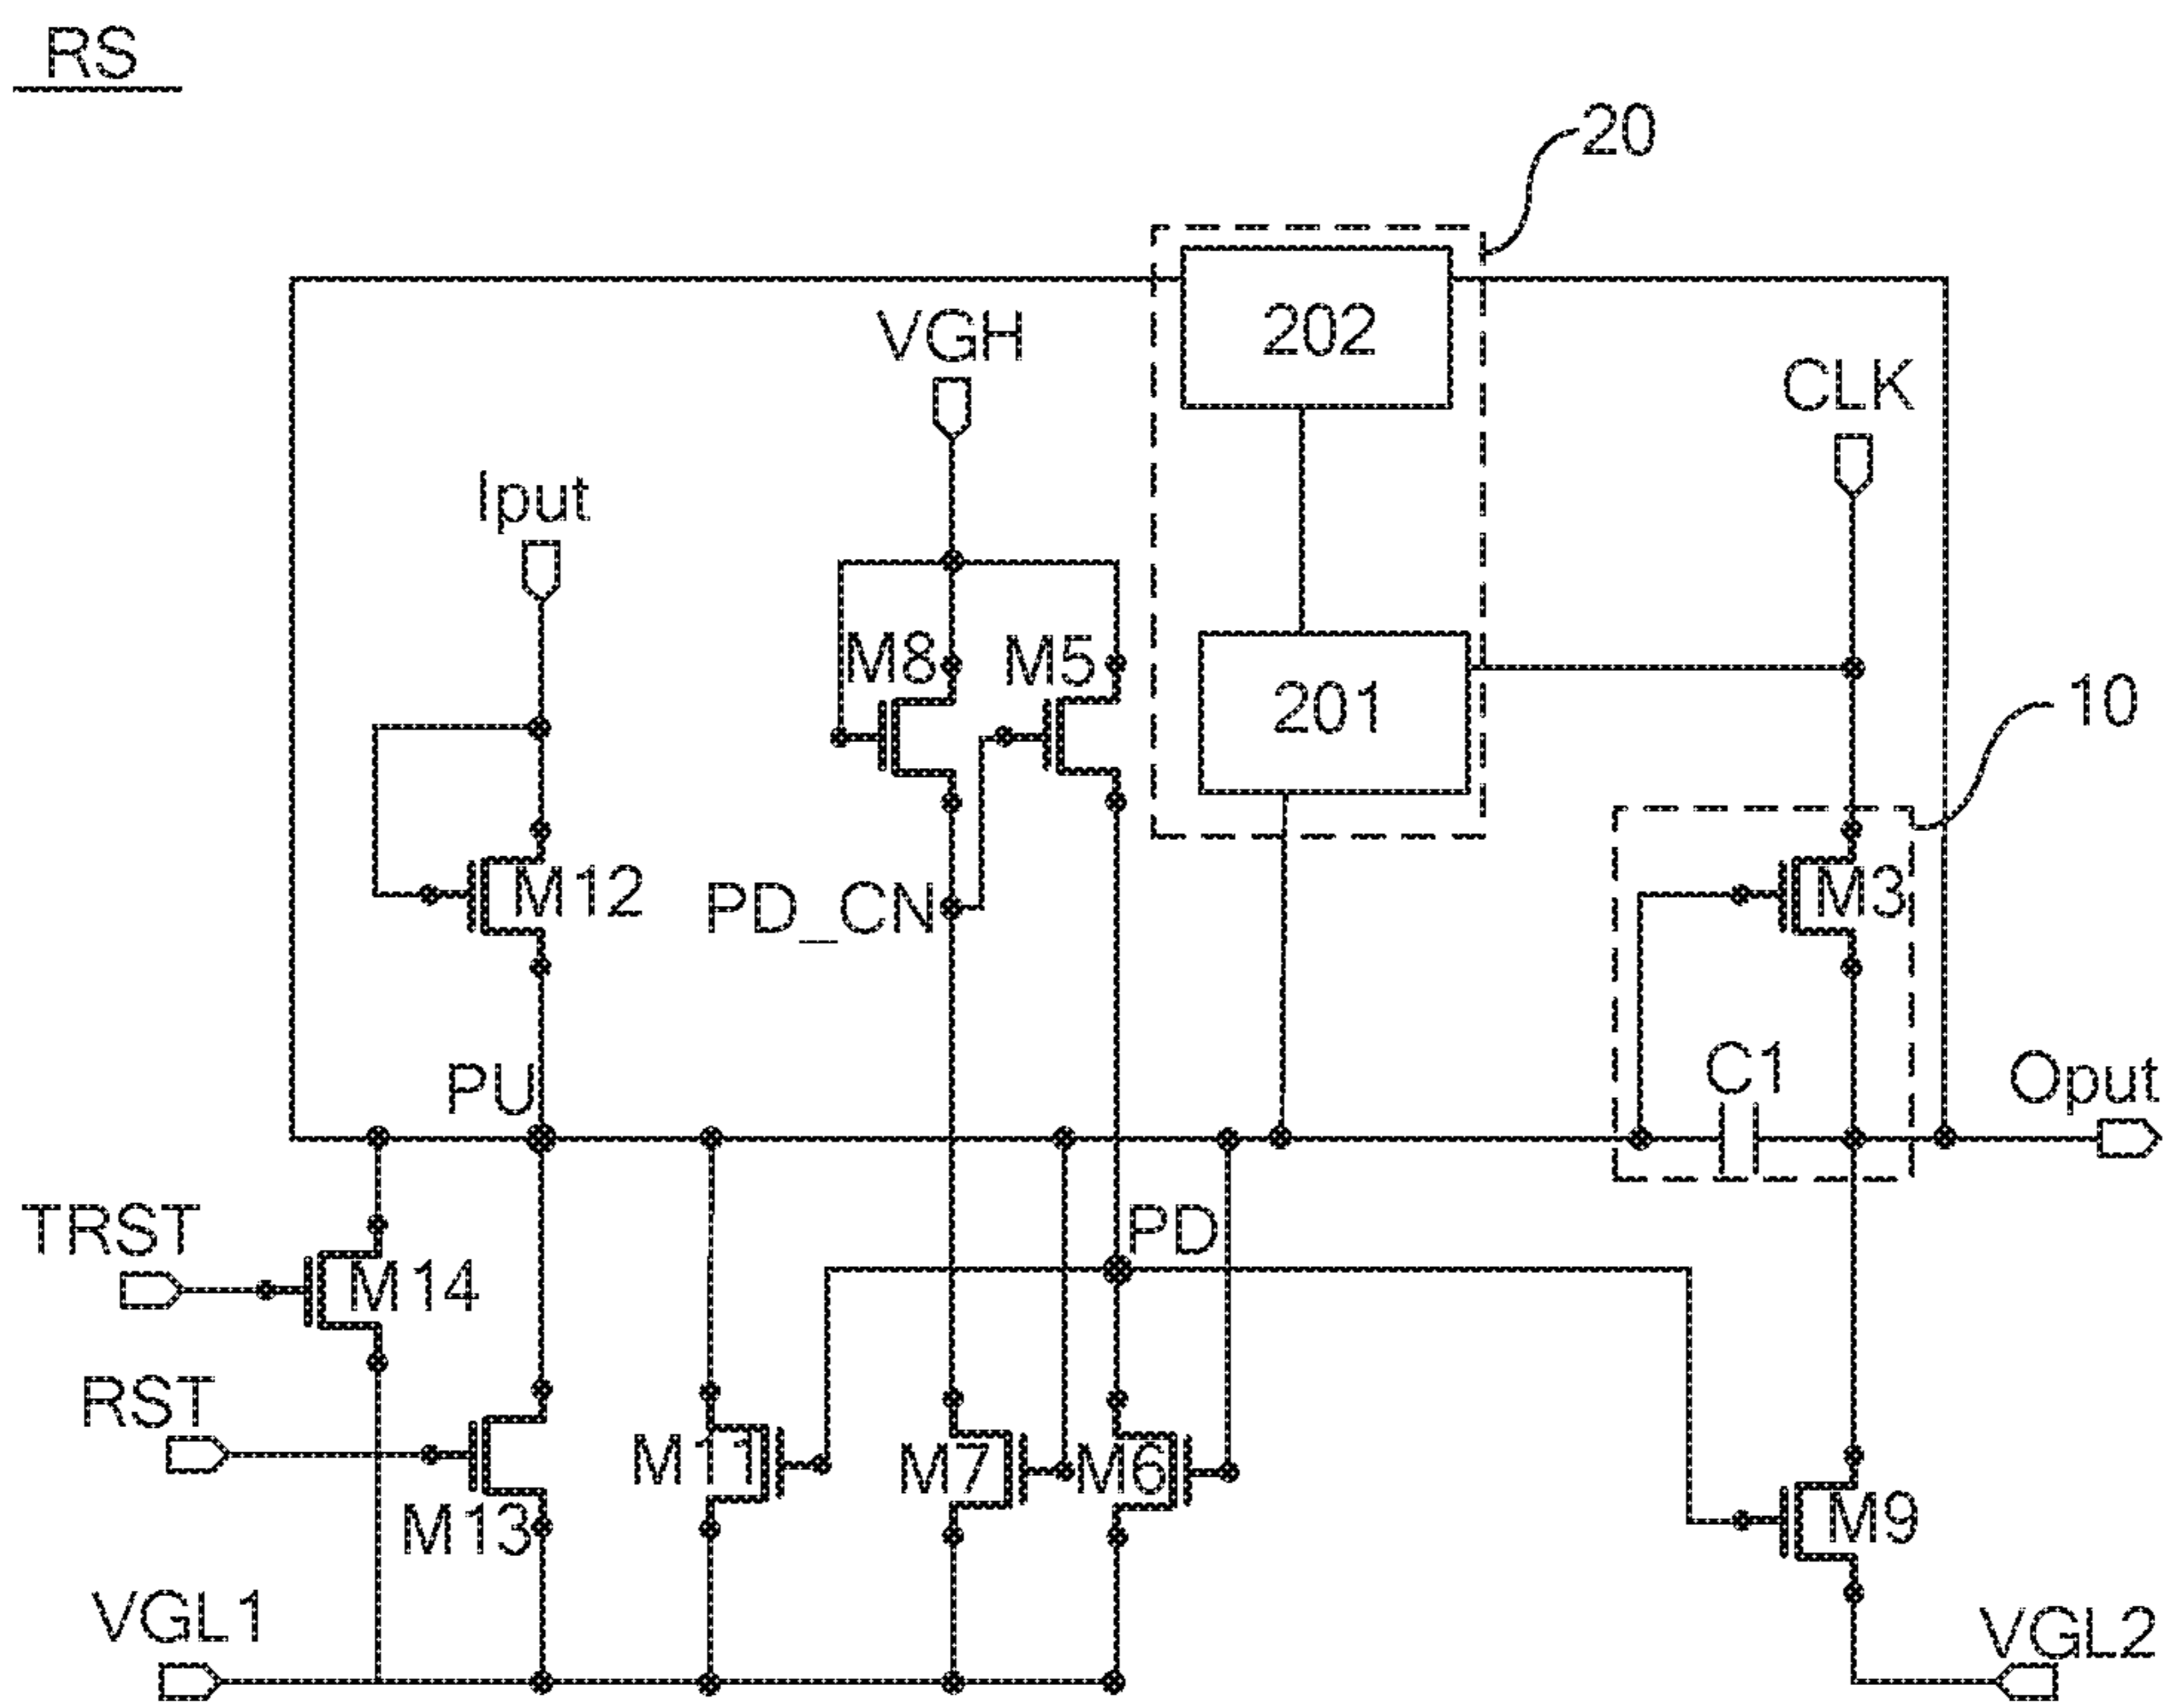 RS
20
202
VGH
CLK
Iput
M8
M5
201
10
M12
PD_CN
M3
C1
PU
Oput
TRST
PD
M14
RST
M11
M7
M6
M13
M9
VGL1
VGL2